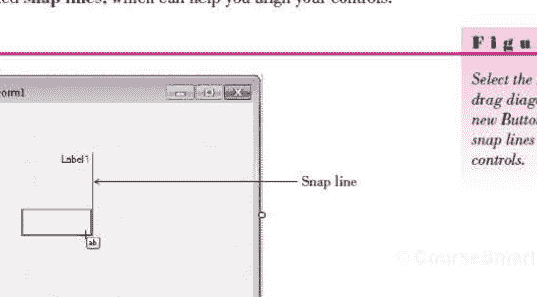 snap lines, which can help you align your controls.
Figu
Select the
drag diag
new Butto
snap lines
controls.
orm1
Label1
Snap line
ab
© CourseSmart